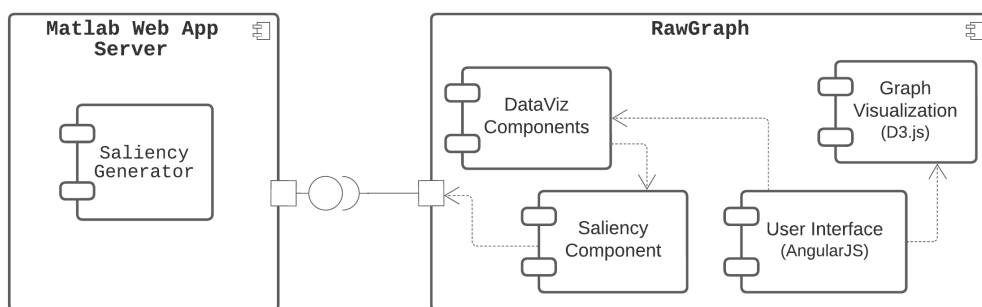 Matlab Web App
Server
Saliency
Generator
RawGraph
DataViz
Components
Graph
Visualization
(D3.js)
Saliency
Component
User Interface
(AngularJS)